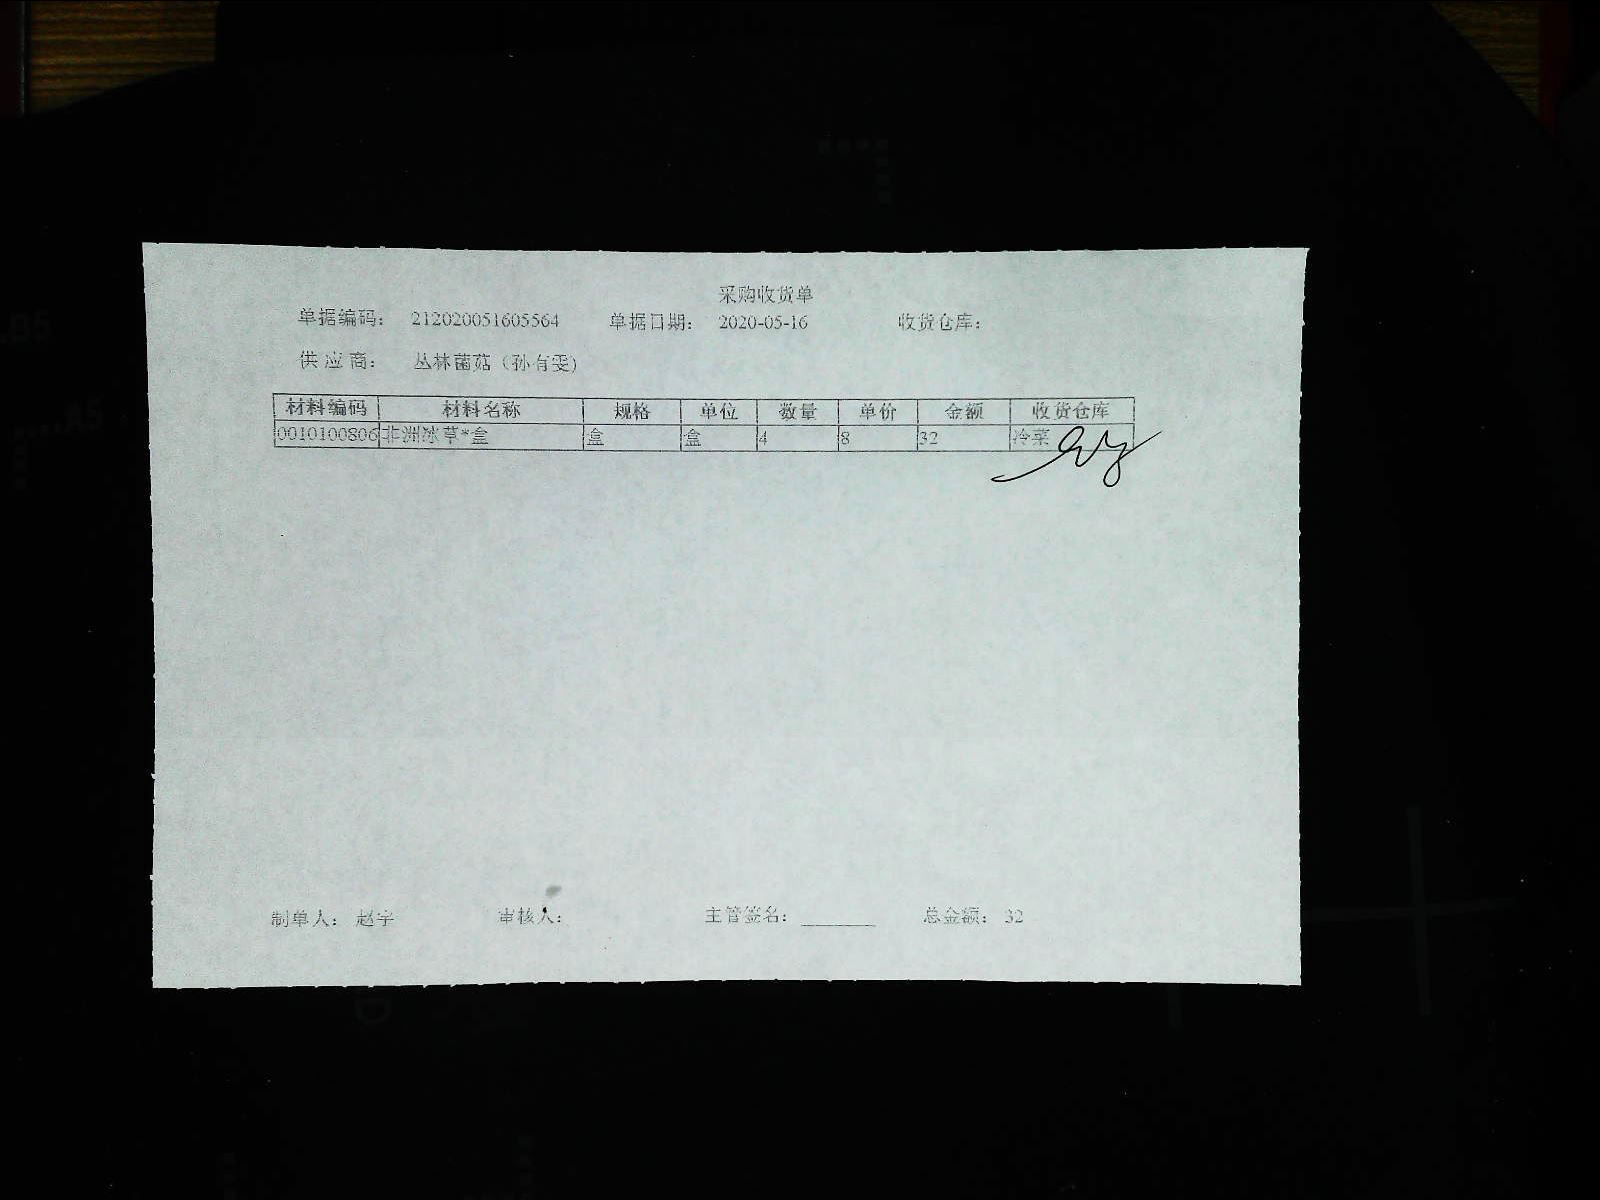 采购收货单
单据编码： 212020051605564 单据日期： 2020-05-16 收货仓库：
供 应 商： 丛林菌菇（孙有雯）
材料编码 材料名称 规格 单位 数量 单价 金额 收货仓库
0010100806 非洲冰草*盒 盒 盒 4 8 32 冷菜
制单人： 赵宇 审核人： 主管签名： ________ 总金额： 32